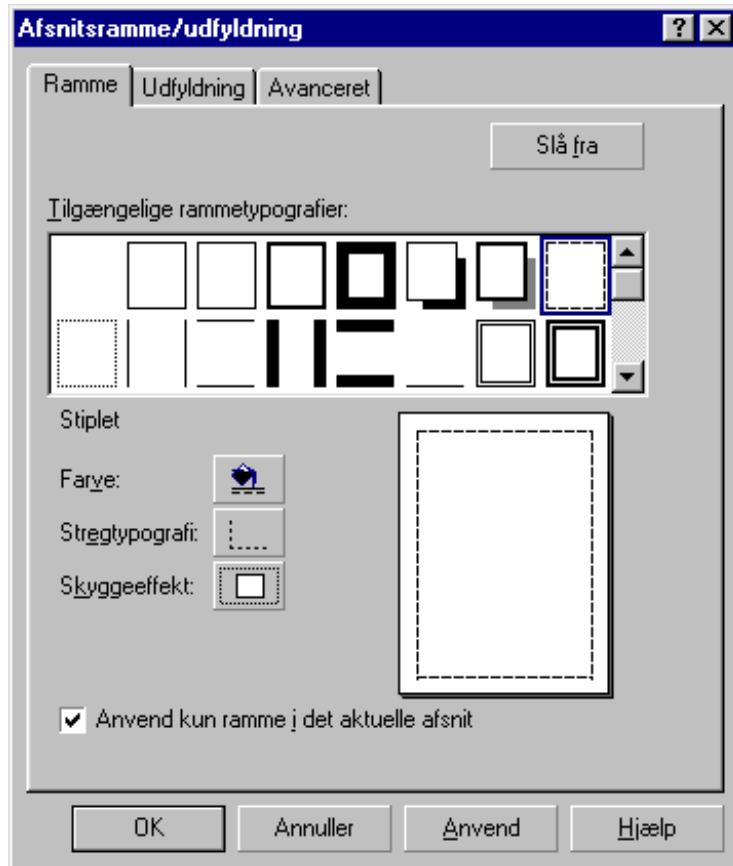 Afsnitsramme/udfyldning
Ramme Udfyldning Avanceret
Slå fra
Tilgængelige rammetypografier:
Stiplet
Farve:
Stregtypografi:
Skyggeeffekt:
Anvend kun ramme i det aktuelle afsnit
OK Annuller Anvend Hjælp